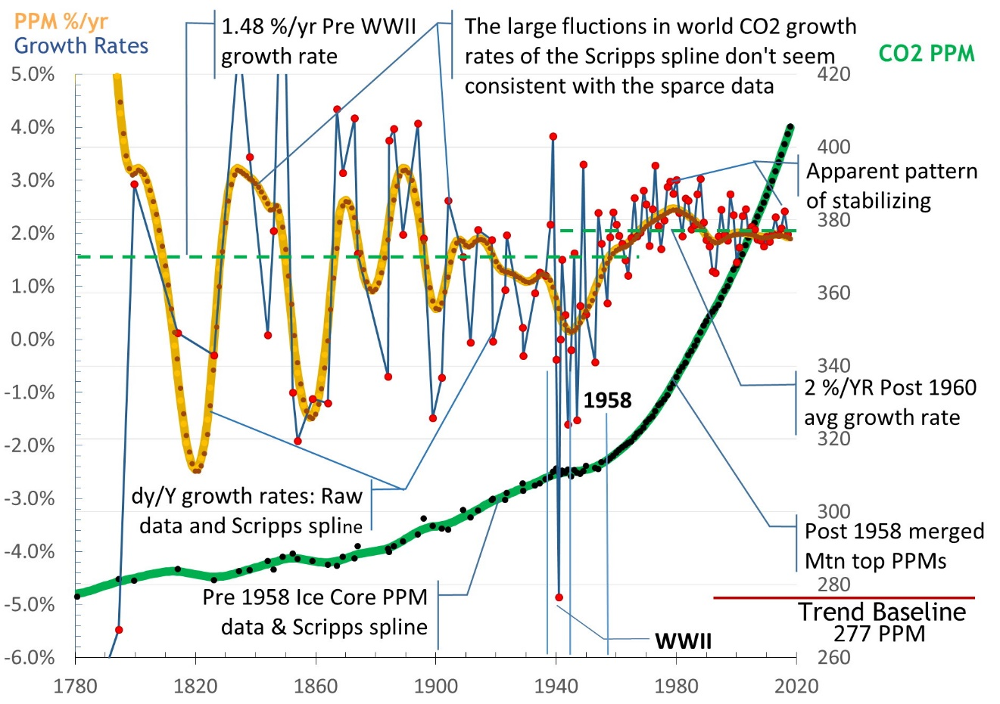 PPM %/yr
Growth Rates
1.48 %/yr Pre WWII
growth rate
The large fluctions in world CO2 growth
rates of the Scripps spline don't seem
consistent with the sparce data
CO2 PPM
5.0%
4.0%
3.0%
2.0%
1.0%
0.0%
-1.0%
-2.0%
-3.0%
-4.0%
-5.0%
-6.0%
420
400
Apparent pattern
of stabilizing
380
360
340
2 %/YR Post 1960
avg growth rate
320
1958
300
dy/Y growth rates: Raw
data and Scripps spline
Post 1958 merged
Mtn top PPMs
280
Pre 1958 Ice Core PPM
data & Scripps spline
Trend Baseline
277 PPM
WWII
260
1780
1820
1860
1900
1940
1980
2020